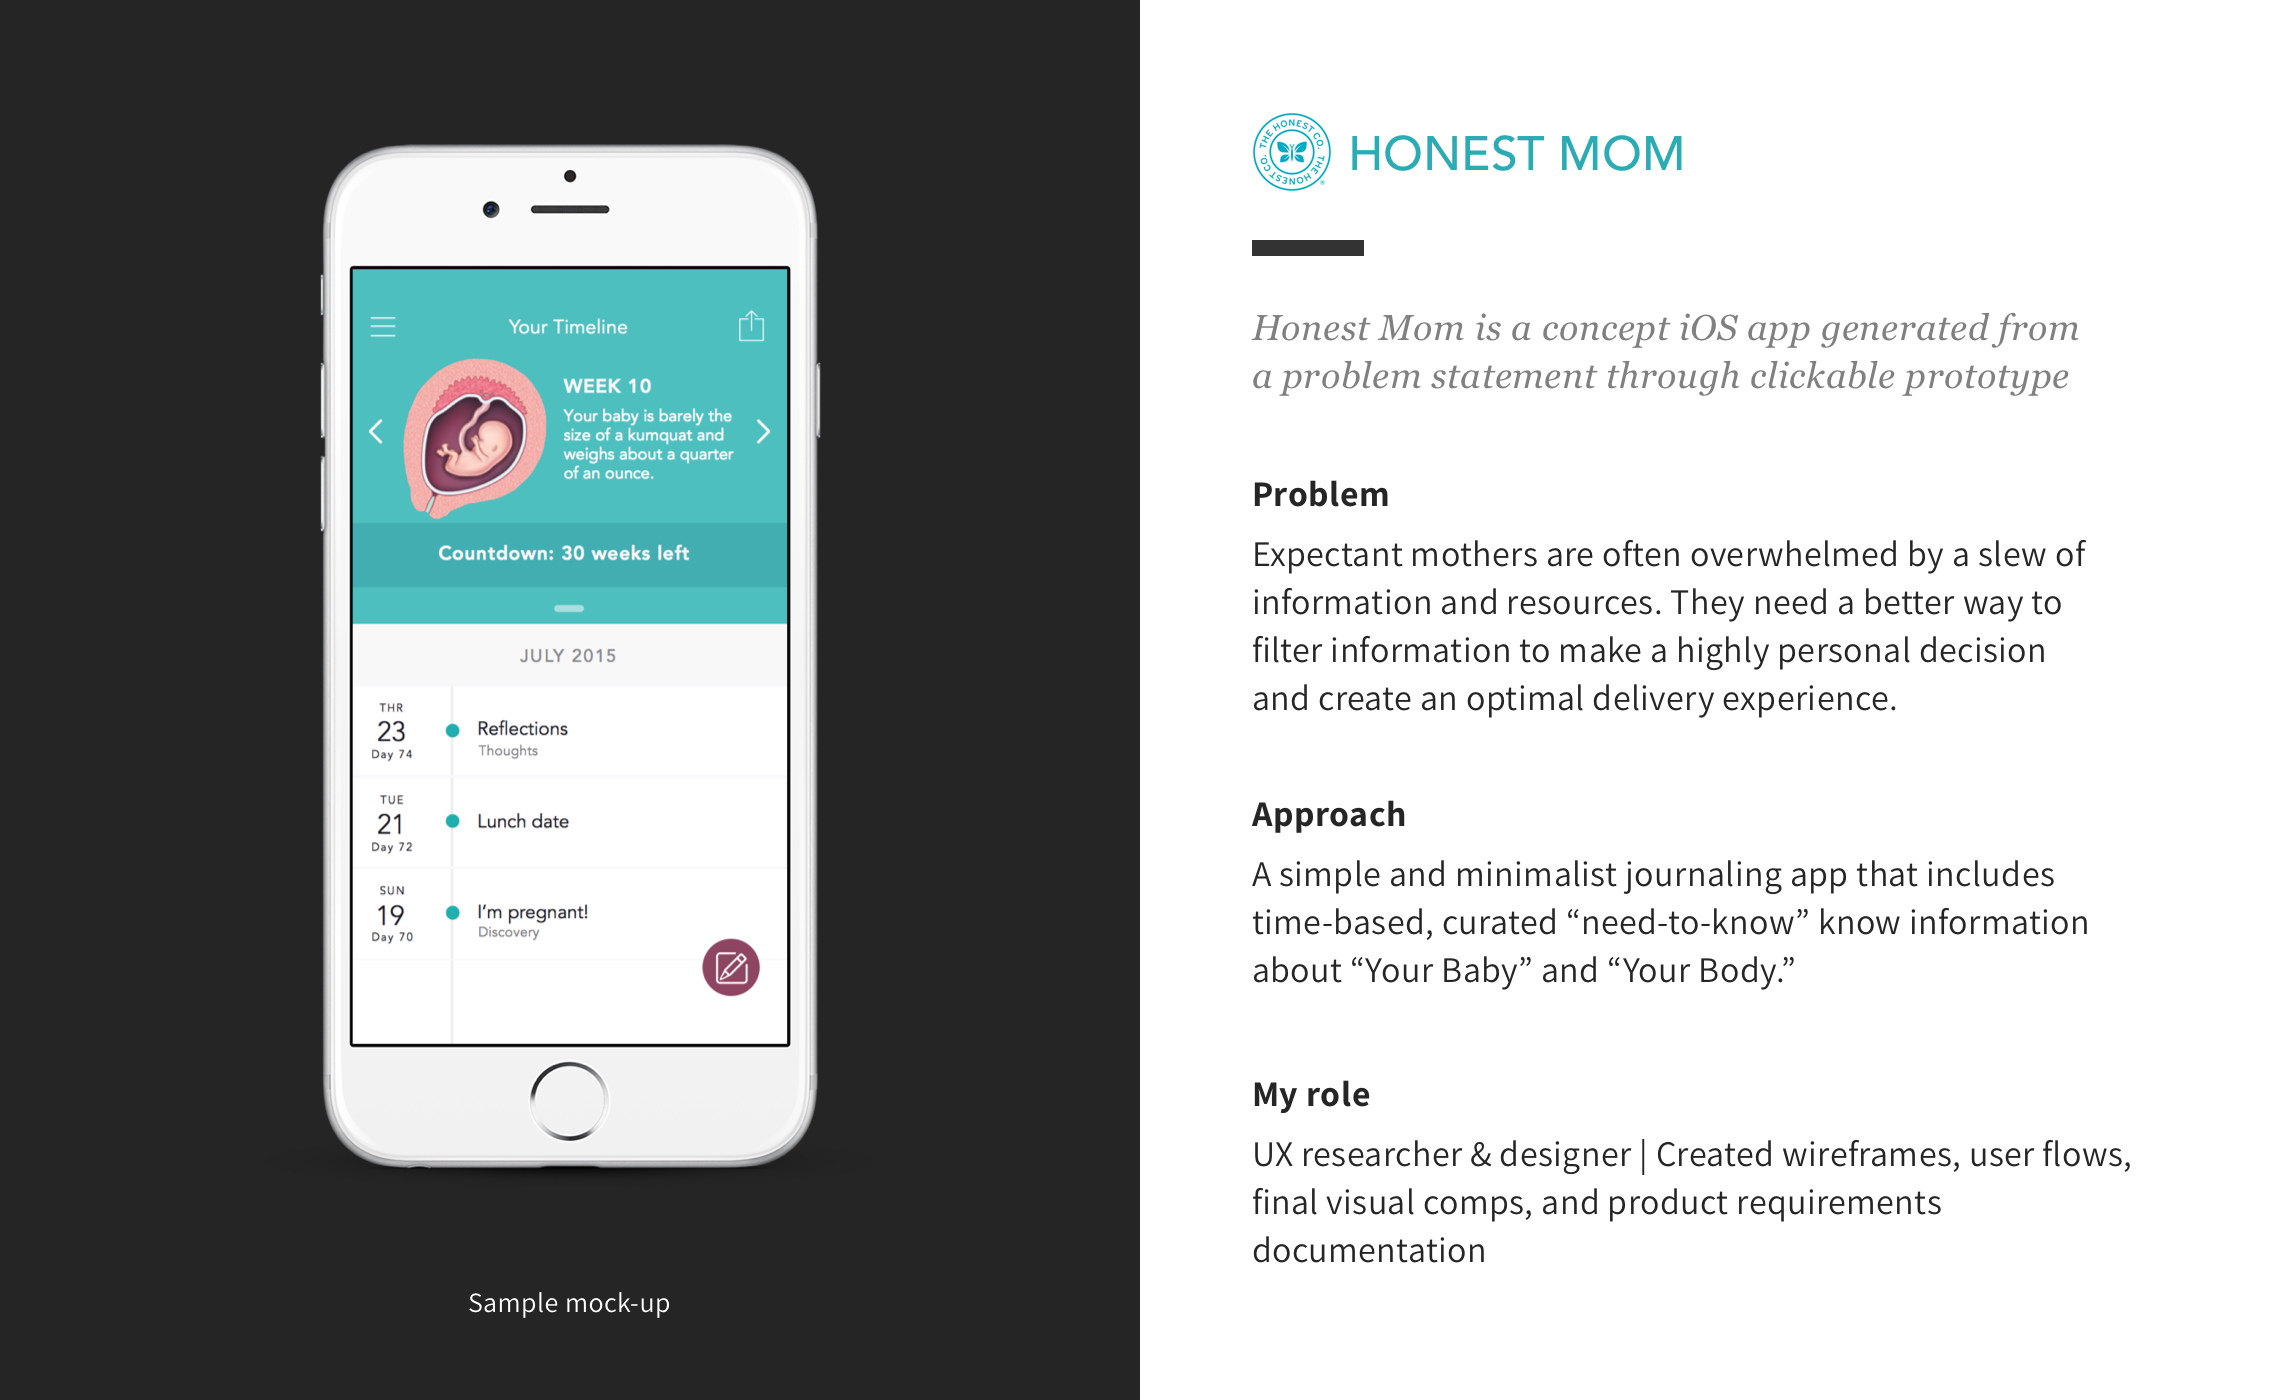 Your Timeline
WEEK 10
Your baby is barely the
size of a kumquat and
weighs about a quarter
of an ounce.
Countdown: 30 weeks left
JULY 2015
THR
23
Day 74
Reflections
Thoughts
TUE
21
Day 72
Lunch date
SUN
19
Day 70
I'm pregnant!
Discovery
Sample mock-up
THE HONEST CO. THE HONEST CO.
HONEST MOM
Honest Mom is a concept iOS app generated from
a problem statement through clickable prototype
Problem
Expectant mothers are often overwhelmed by a slew of
information and resources. They need a better way to
filter information to make a highly personal decision
and create an optimal delivery experience.
Approach
A simple and minimalist journaling app that includes
time-based, curated “need-to-know” know information
about “Your Baby” and “Your Body.”
My role
UX researcher & designer | Created wireframes, user flows,
final visual comps, and product requirements
documentation